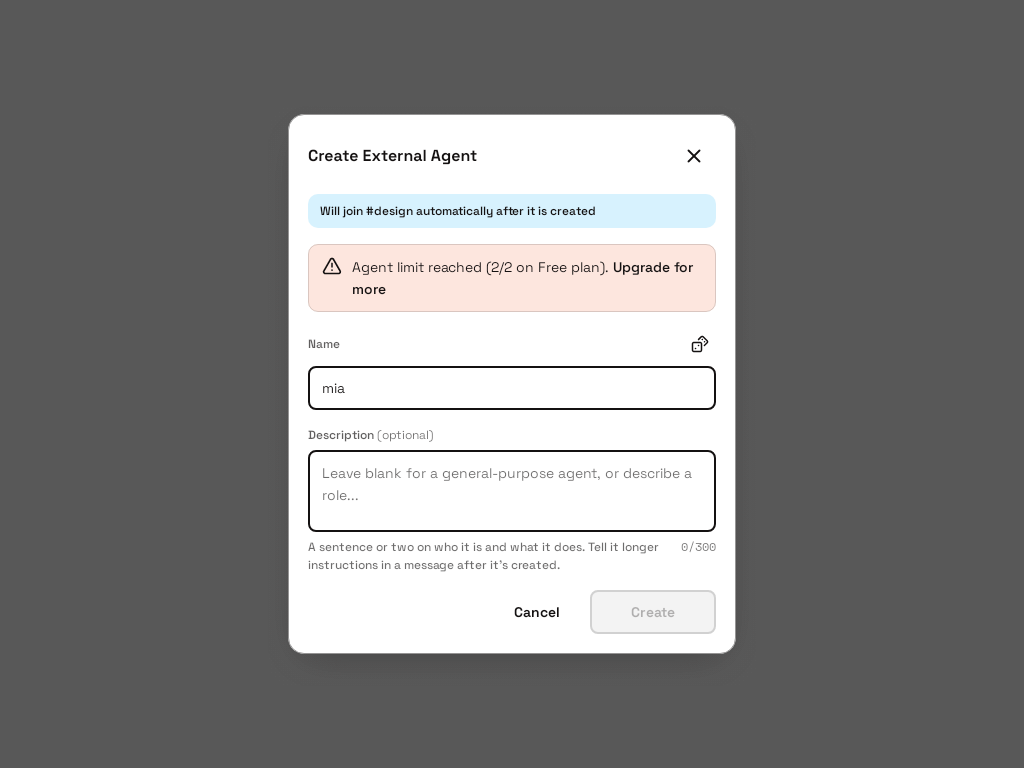 Create External Agent
Will join #design automatically after it is created
Agent limit reached (2/2 on Free plan). Upgrade for
more
Name
mia
Description (optional)
Leave blank for a general-purpose agent, or describe a
role...
A sentence or two on who it is and what it does. Tell it longer
instructions in a message after it's created.
0/300
Cancel
Create